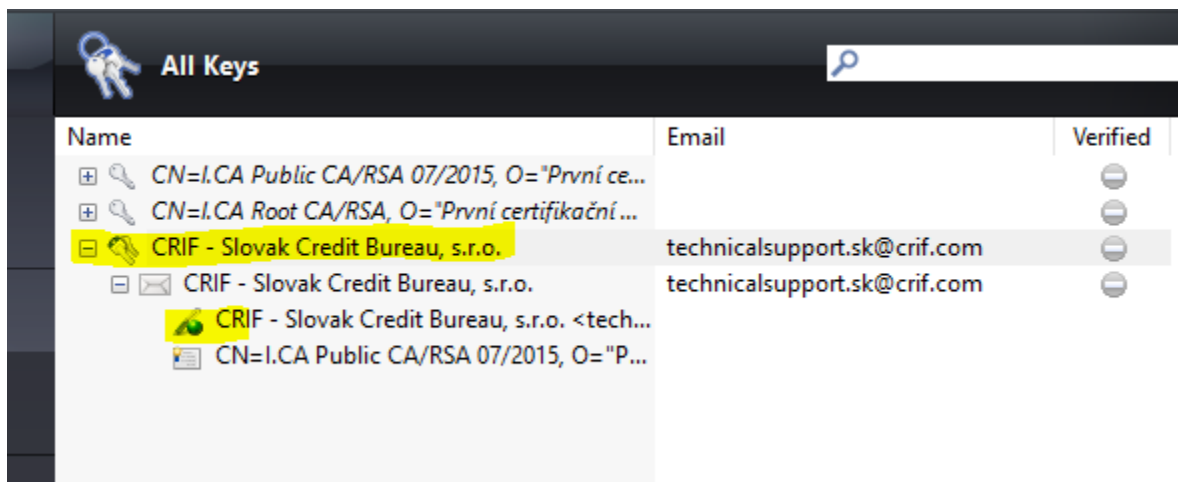 All Keys
Name Email Verified
CN=I.CA Public CA/RSA 07/2015, O="První ce...
CN=I.CA Root CA/RSA, O="První certifikační ...
CRIF - Slovak Credit Bureau, s.r.o. technicalsupport.sk@crif.com
CRIF - Slovak Credit Bureau, s.r.o. technicalsupport.sk@crif.com
CRIF - Slovak Credit Bureau, s.r.o. <tech...
CN=I.CA Public CA/RSA 07/2015, O="P...